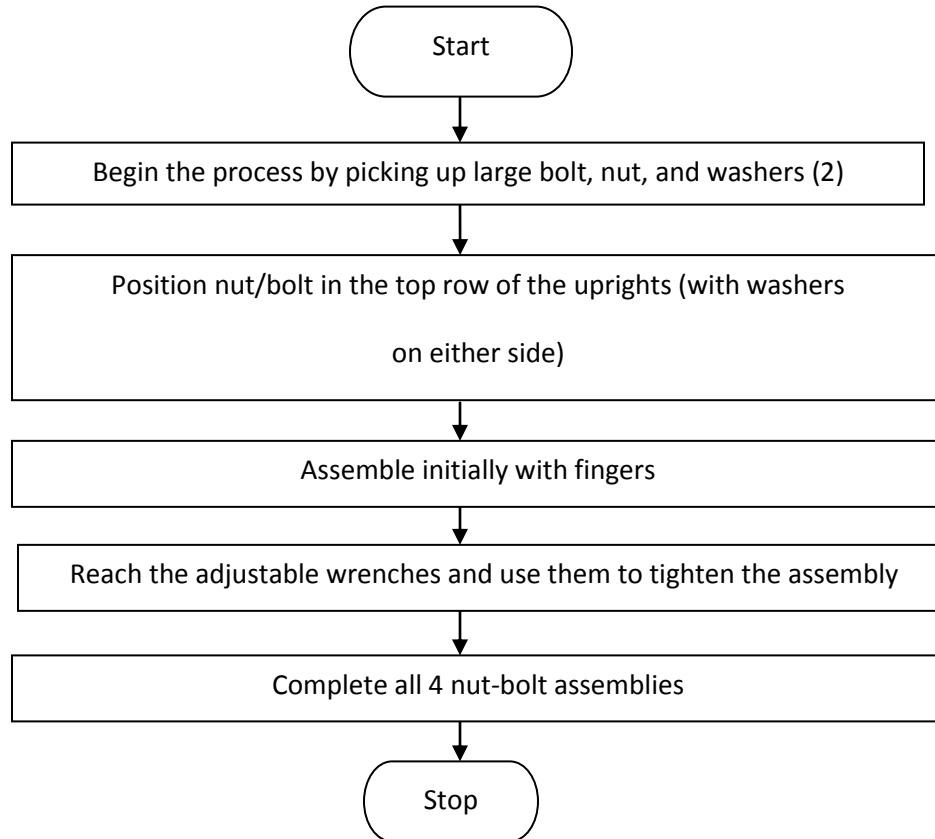 Start
Begin the process by picking up large bolt, nut, and washers (2)
Position nut/bolt in the top row of the uprights (with washers
on either side)
Assemble initially with fingers
Reach the adjustable wrenches and use them to tighten the assembly
Complete all 4 nut-bolt assemblies
Stop